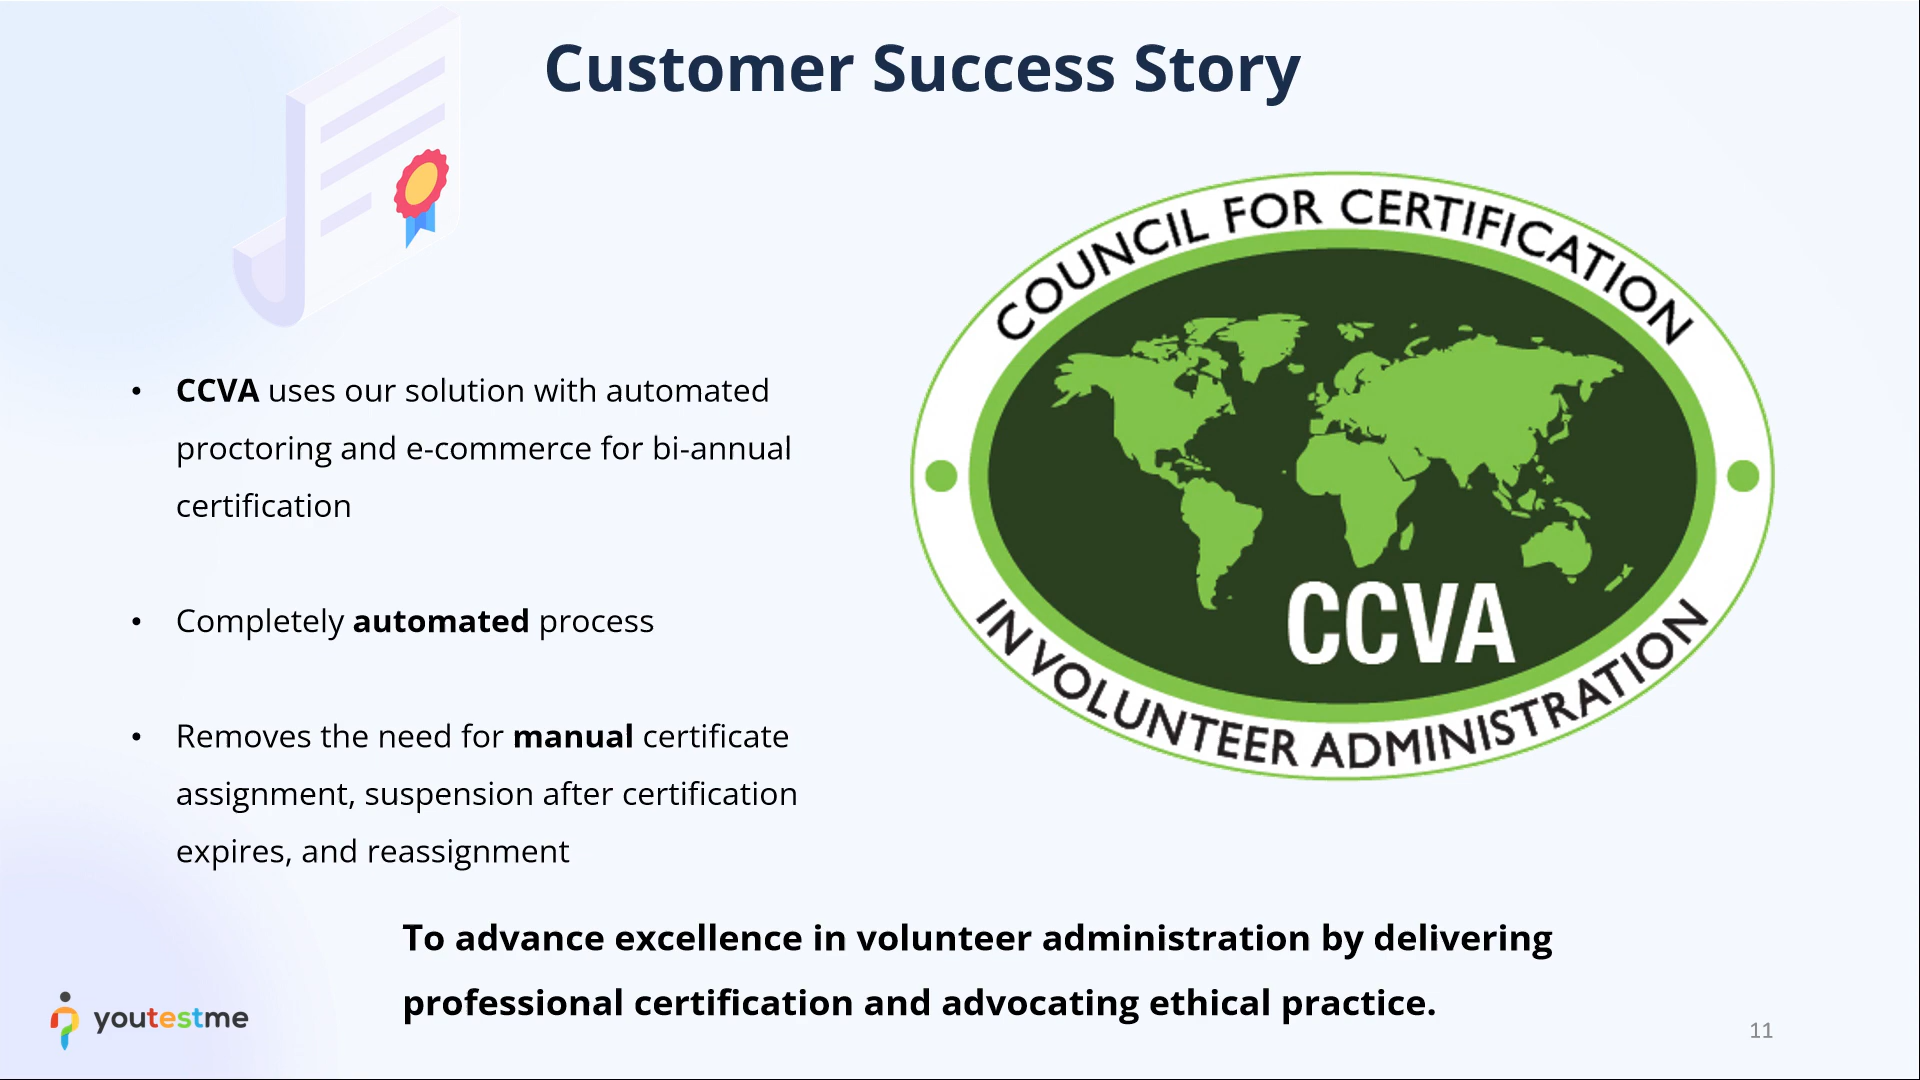 Customer Success Story
• CCVA uses our solution with automated
proctoring and e-commerce for bi-annual
certification
• Completely automated process
• Removes the need for manual certificate
assignment, suspension after certification
expires, and reassignment
COUNCIL FOR CERTIFICATION
CCVA
IN VOLUNTEER ADMINISTRATION
To advance excellence in volunteer administration by delivering
professional certification and advocating ethical practice.
youtestme
11